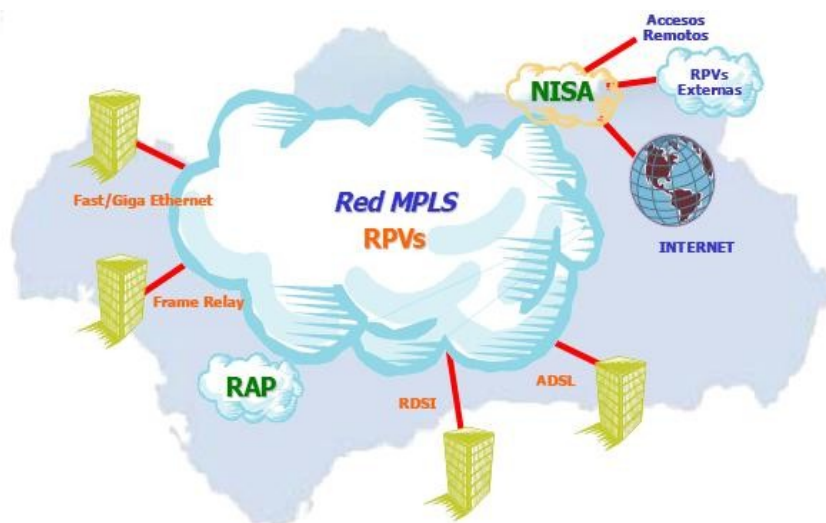 Accesos
Remotos
RPVs
Externas
NISA
Fast/Giga Ethernet
Red MPLS
RPVs
INTERNET
Frame Relay
RAP
RDSI
ADSL